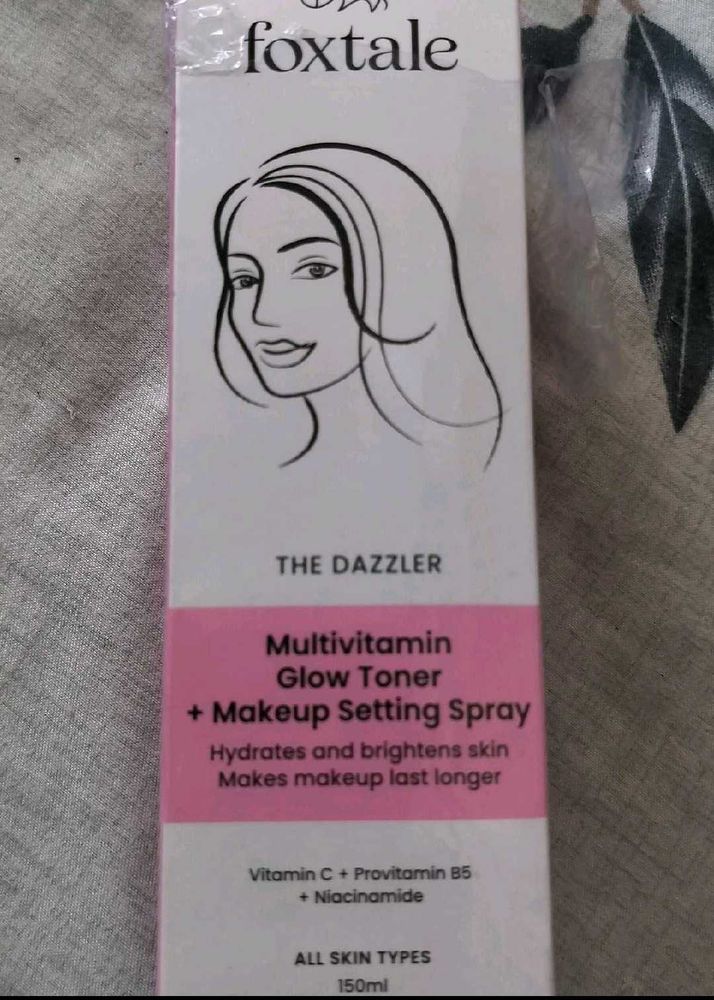 foxtale
THE DAZZLER
Multivitamin
Glow Toner
+ Makeup Setting Spray
Hydrates and brightens skin
Makes makeup last longer
Vitamin C + Provitamin B5
+ Niacinamide
ALL SKIN TYPES
150ml